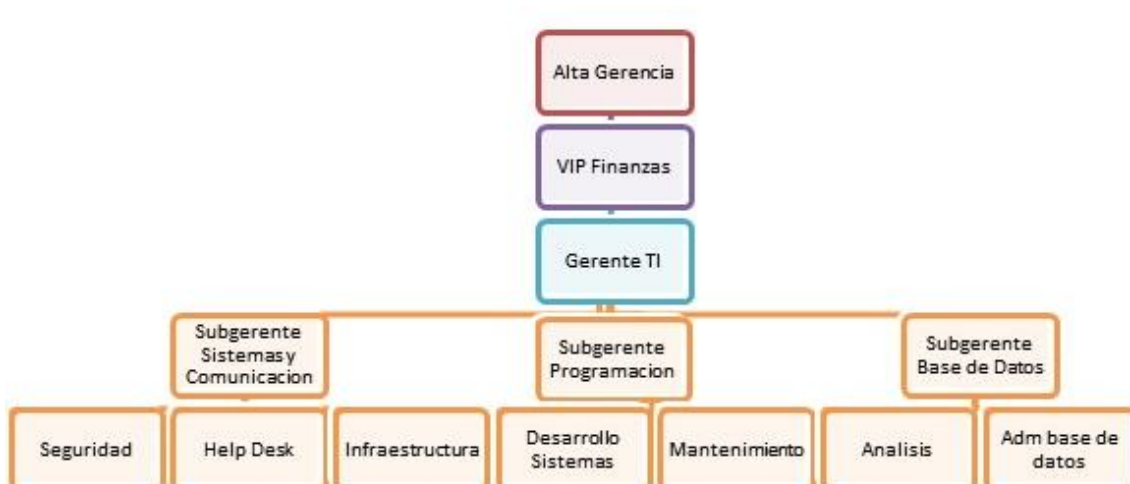 Alta Gerencia
VIP Finanzas
Gerente TI
Subgerente
Sistemas y
Comunicacion
Subgerente
Programacion
Subgerente
Base de Datos
Seguridad
Help Desk
Infraestructura
Desarrollo
Sistemas
Mantenimiento
Analisis
Adm base de
datos